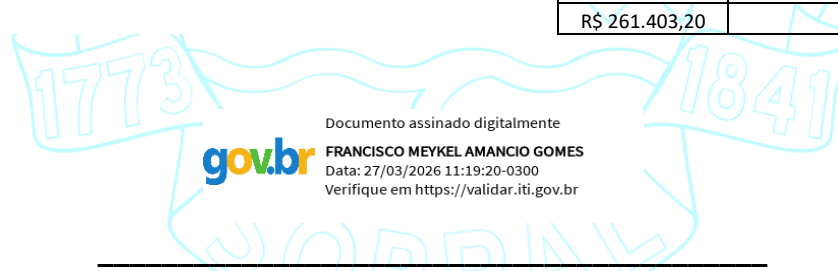 R$ 261.403,20
1773
1841
Documento assinado digitalmente
gov.br
FRANCISCO MEYKEL AMANCIO GOMES
Data: 27/03/2026 11:19:20-0300
Verifique em https://validar.iti.gov.br
SOBRAL